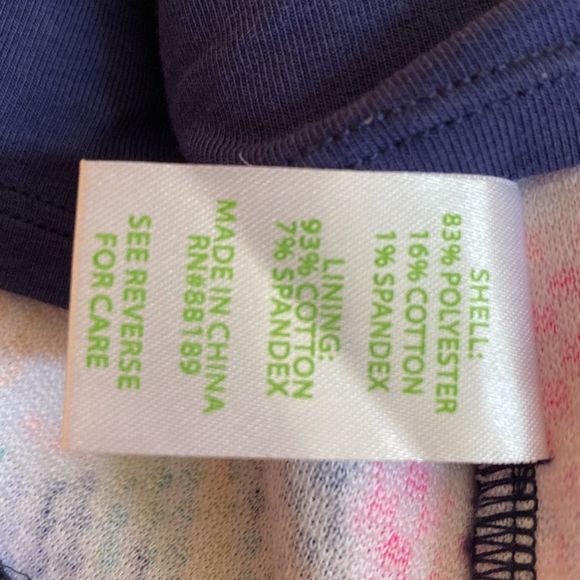 SHELL:
83% POLYESTER
16% COTTON
1% SPANDEX
LINING:
93% COTTON
7% SPANDEX
MADE IN CHINA
RN#88189
SEE REVERSE
FOR CARE